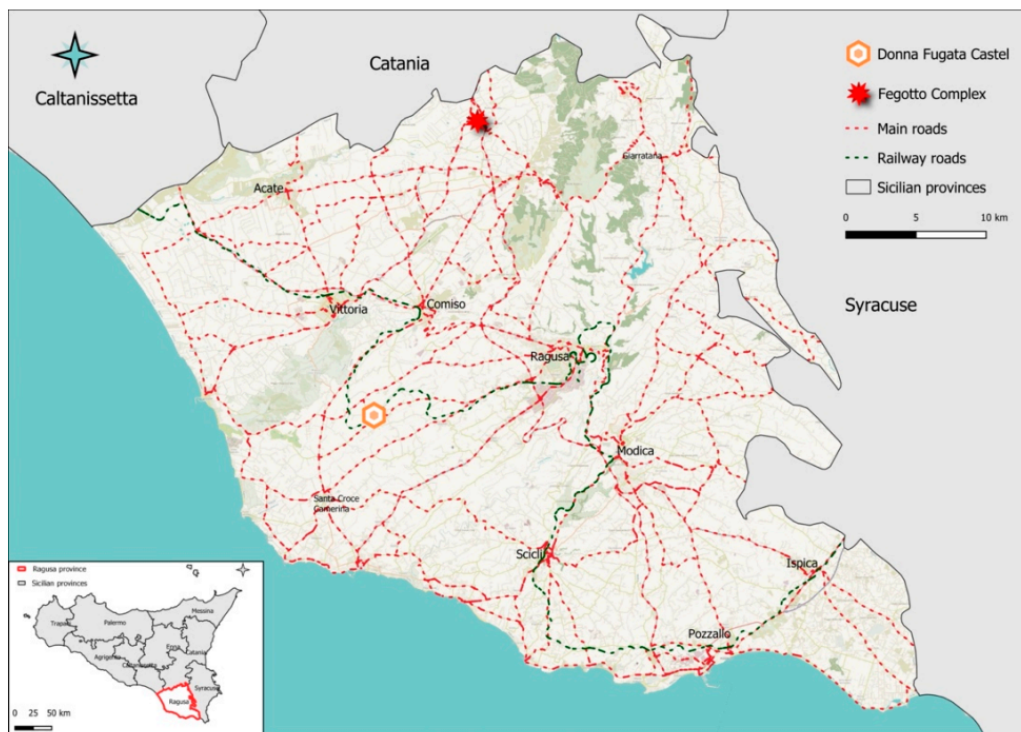 Catania
Caltanissetta
Donna Fugata Castel
Fegotto Complex
Main roads
Railway roads
Sicilian provinces
0 5 10 km
Giarratana
Acate
Syracuse
Vittoria
Comiso
Ragusa
Modica
Santa Croce
Camerina
Scicli
Ispica
Pozzallo
Ragusa province
Sicilian provinces
Messina
Trapani
Palermo
Enna
Catania
Agrigento
Caltanissetta
Syracuse
Ragusa
0 25 50 km